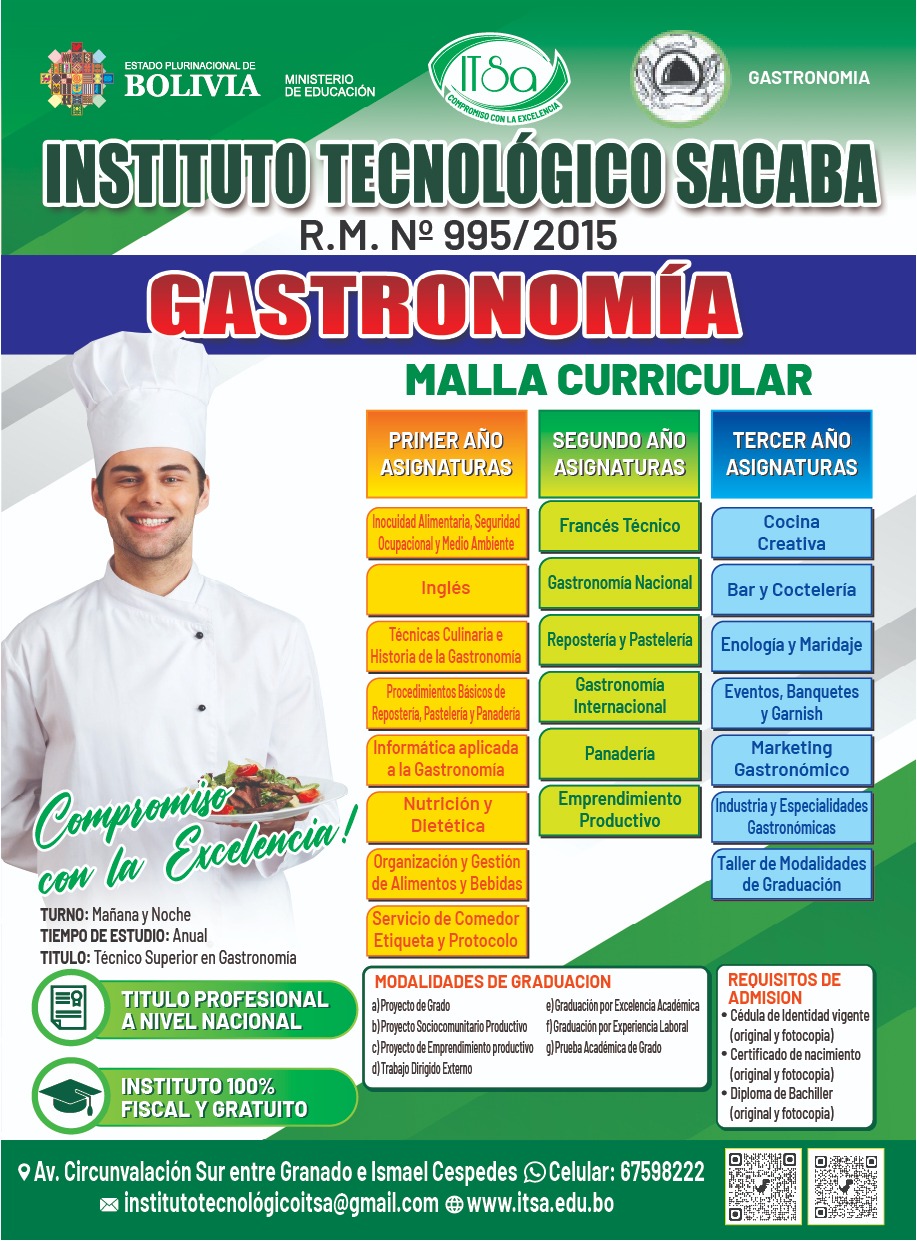 ESTADO PLURINACIONAL DE
BOLIVIA
MINISTERIO
DE EDUCACIÓN
ITSa
COMPROMISO CON LA EXCELENCIA
GASTRONOMIA
INSTITUTO TECNOLÓGICO SACABA
R.M. Nº 995/2015
GASTRONOMÍA
MALLA CURRICULAR
PRIMER AÑO
ASIGNATURAS
Inocuidad Alimentaria, Seguridad
Ocupacional y Medio Ambiente
Inglés
Técnicas Culinaria e
Historia de la Gastronomía
Procedimientos Básicos de
Repostería, Pastelería y Panadería
Informática aplicada
a la Gastronomía
Nutrición y
Dietética
Organización y Gestión
de Alimentos y Bebidas
Servicio de Comedor
Etiqueta y Protocolo
SEGUNDO AÑO
ASIGNATURAS
Francés Técnico
Gastronomía Nacional
Repostería y Pastelería
Gastronomía
Internacional
Panadería
Emprendimiento
Productivo
TERCER AÑO
ASIGNATURAS
Cocina
Creativa
Bar y Coctelería
Enología y Maridaje
Eventos, Banquetes
y Garnish
Marketing
Gastronómico
Industria y Especialidades
Gastronómicas
Taller de Modalidades
de Graduación
Compromiso
con la Excelencia!
TURNO: Mañana y Noche
TIEMPO DE ESTUDIO: Anual
TITULO: Técnico Superior en Gastronomía
TITULO PROFESIONAL
A NIVEL NACIONAL
INSTITUTO 100%
FISCAL Y GRATUITO
MODALIDADES DE GRADUACION
a) Proyecto de Grado
b) Proyecto Sociocomunitario Productivo
c) Proyecto de Emprendimiento productivo
d) Trabajo Dirigido Externo
e) Graduación por Excelencia Académica
f) Graduación por Experiencia Laboral
g) Prueba Académica de Grado
REQUISITOS DE
ADMISION
• Cédula de Identidad vigente
(original y fotocopia)
• Certificado de nacimiento
(original y fotocopia)
• Diploma de Bachiller
(original y fotocopia)
Av. Circunvalación Sur entre Granado e Ismael Cespedes Celular: 67598222
institutotecnológicoitsa@gmail.com www.itsa.edu.bo